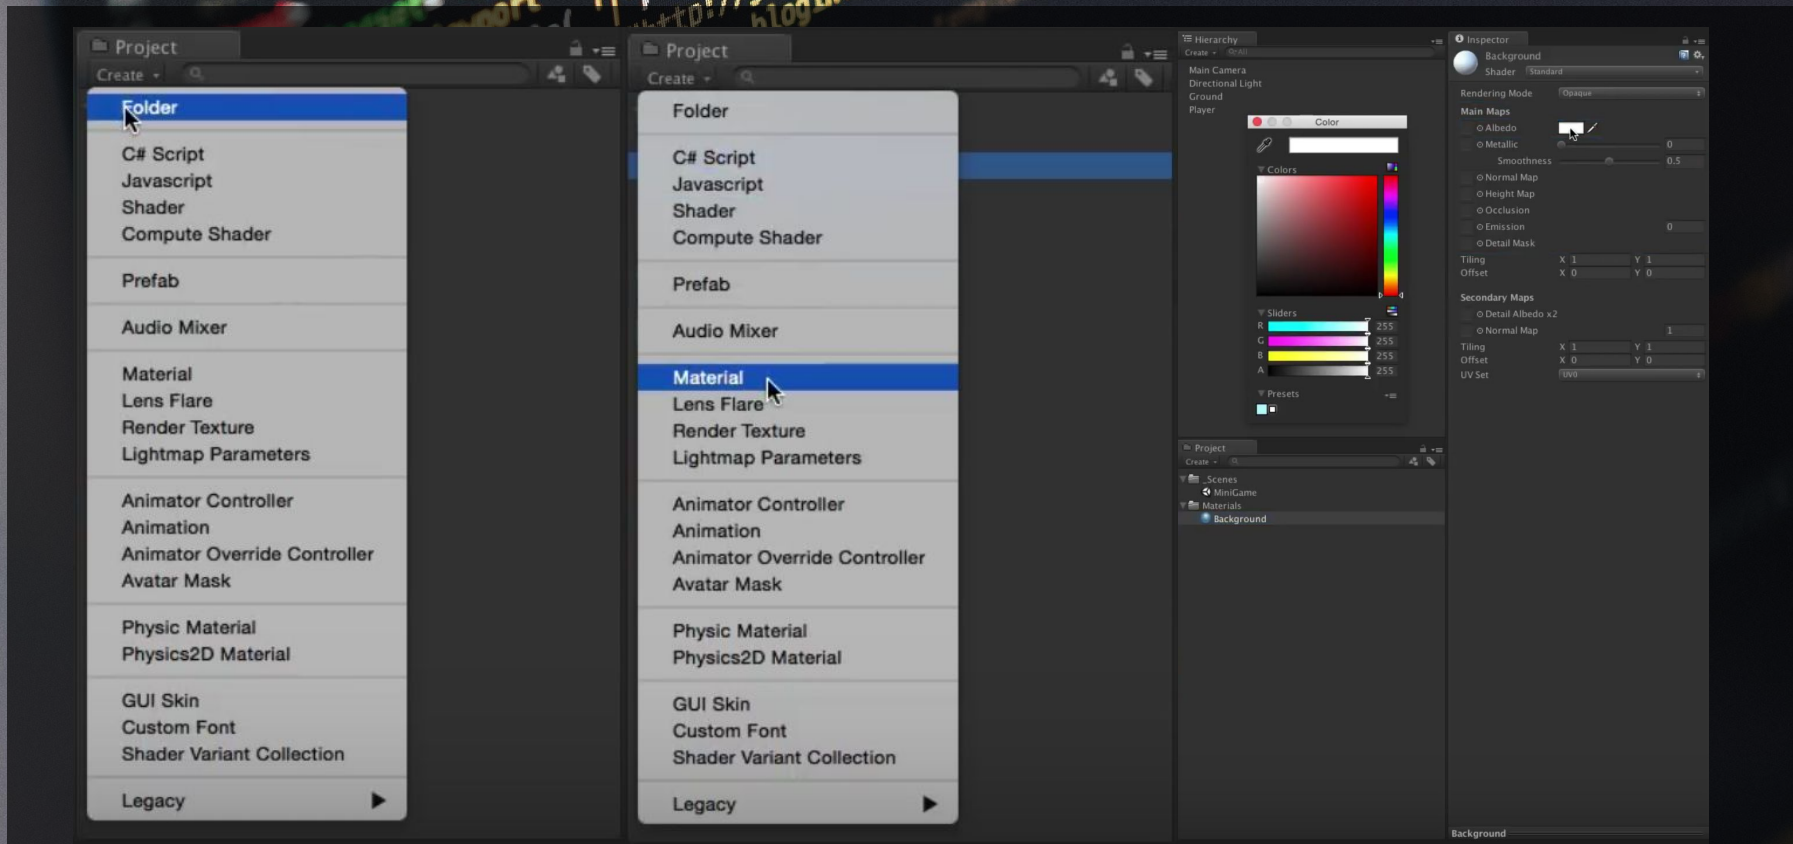 http://
blog
Project
Create
Folder
C# Script
Javascript
Shader
Compute Shader
Prefab
Audio Mixer
Material
Lens Flare
Render Texture
Lightmap Parameters
Animator Controller
Animation
Animator Override Controller
Avatar Mask
Physic Material
Physics2D Material
GUI Skin
Custom Font
Shader Variant Collection
Legacy
Project
Create
Folder
C# Script
Javascript
Shader
Compute Shader
Prefab
Audio Mixer
Material
Lens Flare
Render Texture
Lightmap Parameters
Animator Controller
Animation
Animator Override Controller
Avatar Mask
Physic Material
Physics2D Material
GUI Skin
Custom Font
Shader Variant Collection
Legacy
Hierarchy
Create
All
Main Camera
Directional Light
Ground
Player
Color
Colors
Sliders
R 255
G 255
B 255
A 255
Presets
Project
Create
_Scenes
MiniGame
Materials
Background
Inspector
Background
Shader Standard
Rendering Mode Opaque
Main Maps
Albedo
Metallic 0
Smoothness 0.5
Normal Map
Height Map
Occlusion
Emission 0
Detail Mask
Tiling X 1 Y 1
Offset X 0 Y 0
Secondary Maps
Detail Albedo x2
Normal Map 1
Tiling X 1 Y 1
Offset X 0 Y 0
UV Set UV0
Background